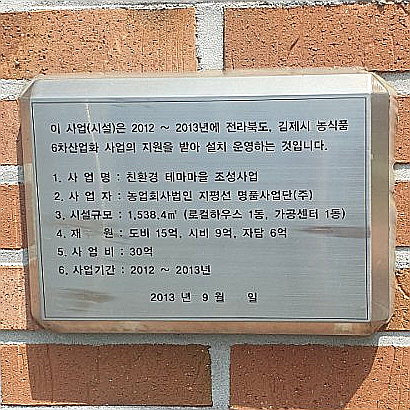 이 사업(시설)은 2012 ~ 2013년에 전라북도, 김제시 농식품
6차산업화 사업의 지원을 받아 설치 운영하는 것입니다.
1. 사 업 명 : 친환경 테마마을 조성사업
2. 사 업 자 : 농업회사법인 지평선 명품사업단(주)
3. 시설규모 : 1,538.4㎡ (로컬하우스 1동, 가공센터 1동)
4. 재 원 : 도비 15억, 시비 9억, 자담 6억
5. 사 업 비 : 30억
6. 사업기간 : 2012 ~ 2013년
2013 년 9 월 일